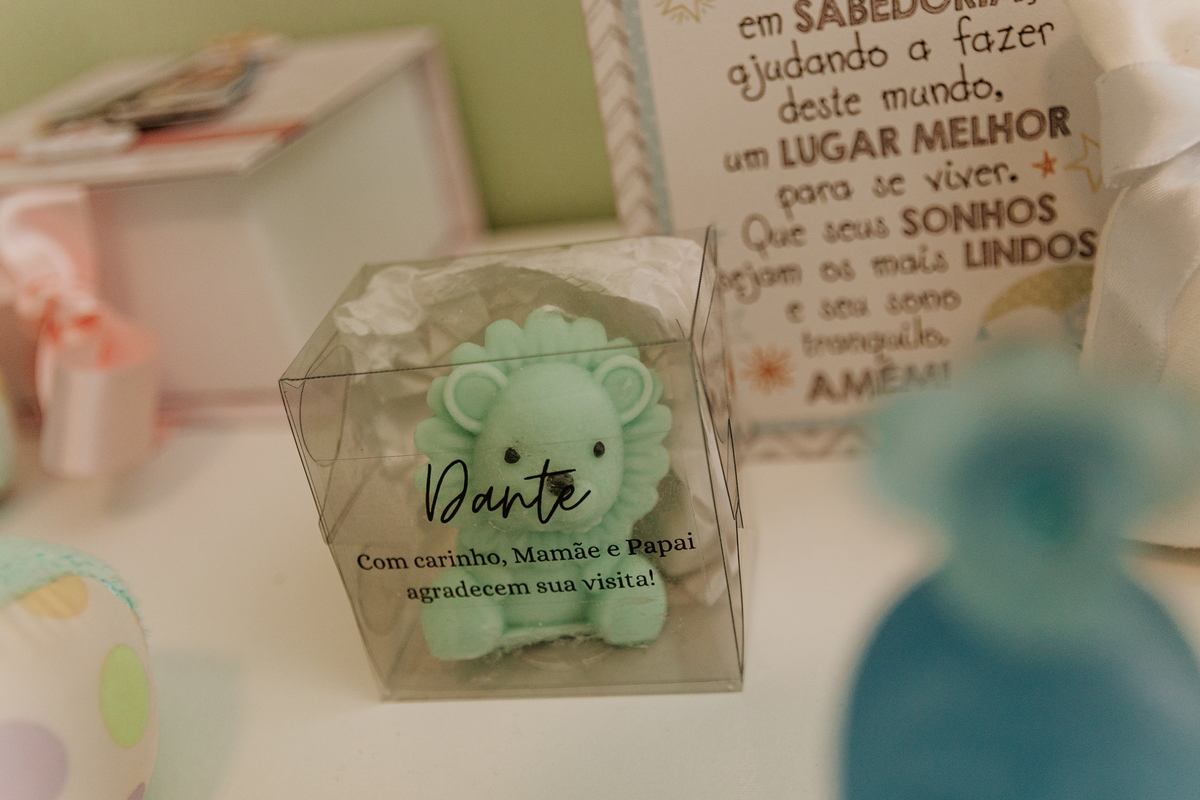 em SABEDORIA,
ajudando a fazer
deste mundo,
um LUGAR MELHOR
para se viver.
Que seus SONHOS
sejam os mais LINDOS
e seu sono
tranquilo.
AMÉM!
Dante
Com carinho, Mamãe e Papai
agradecem sua visita!